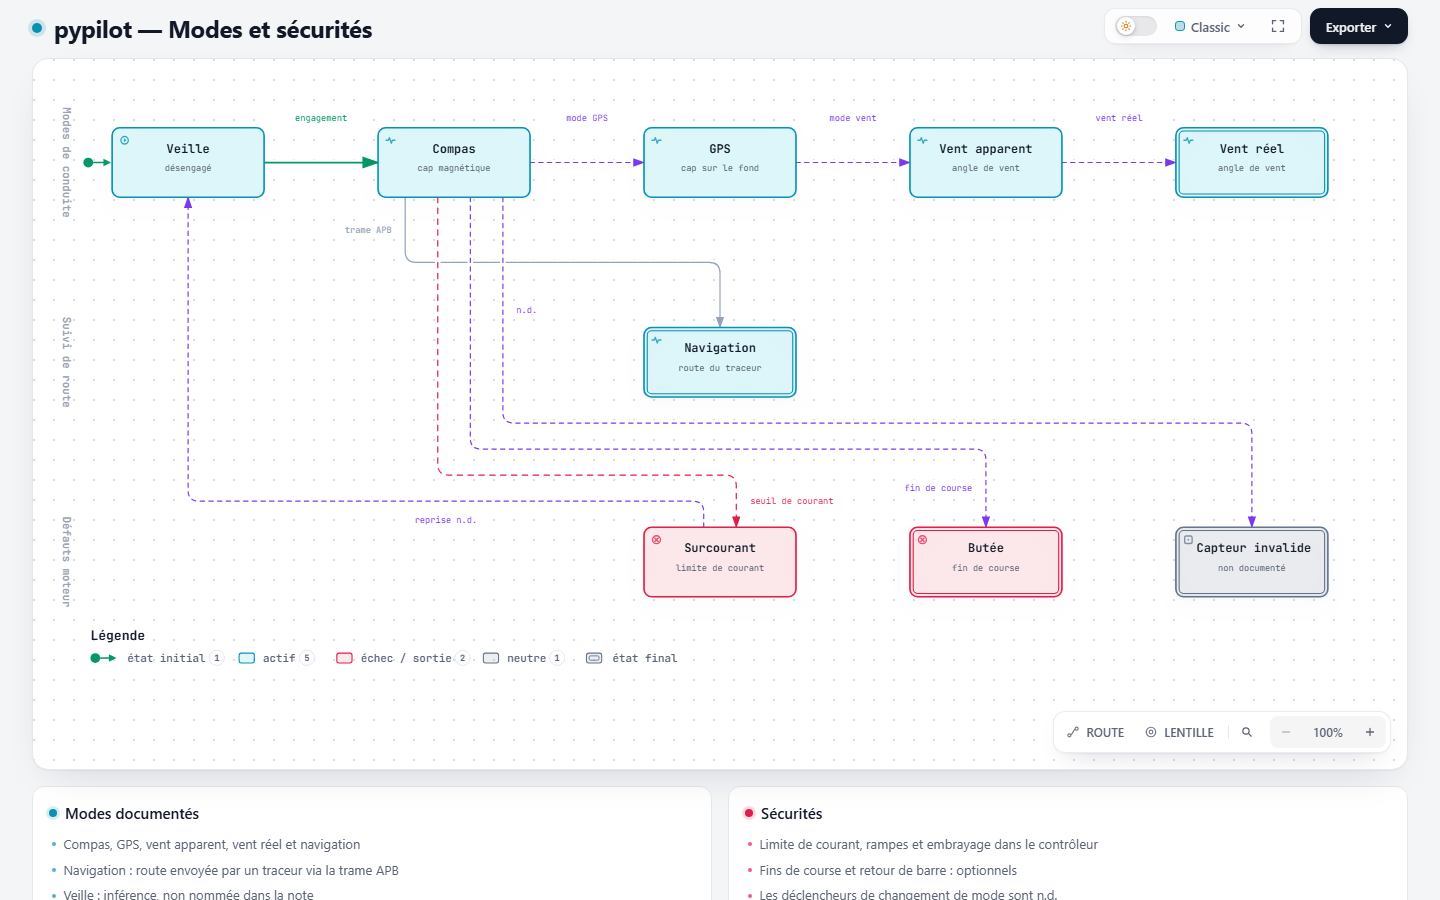 pypilot — Modes et sécurités
Classic
Exporter
Modes de conduite
engagement
mode GPS
mode vent
vent réel
Veille
désengagé
Compas
cap magnétique
GPS
cap sur le fond
Vent apparent
angle de vent
Vent réel
angle de vent
trame APB
Suivi de route
n.d.
Navigation
route du traceur
Défauts moteur
reprise n.d.
seuil de courant
fin de course
Surcourant
limite de courant
Butée
fin de course
Capteur invalide
non documenté
Légende
état initial 1
actif 5
échec / sortie 2
neutre 1
état final
ROUTE
LENTILLE
100%
Modes documentés
Compas, GPS, vent apparent, vent réel et navigation
Navigation : route envoyée par un traceur via la trame APB
Veille : inférence, non nommée dans la note
Sécurités
Limite de courant, rampes et embrayage dans le contrôleur
Fins de course et retour de barre : optionnels
Les déclencheurs de changement de mode sont n.d.